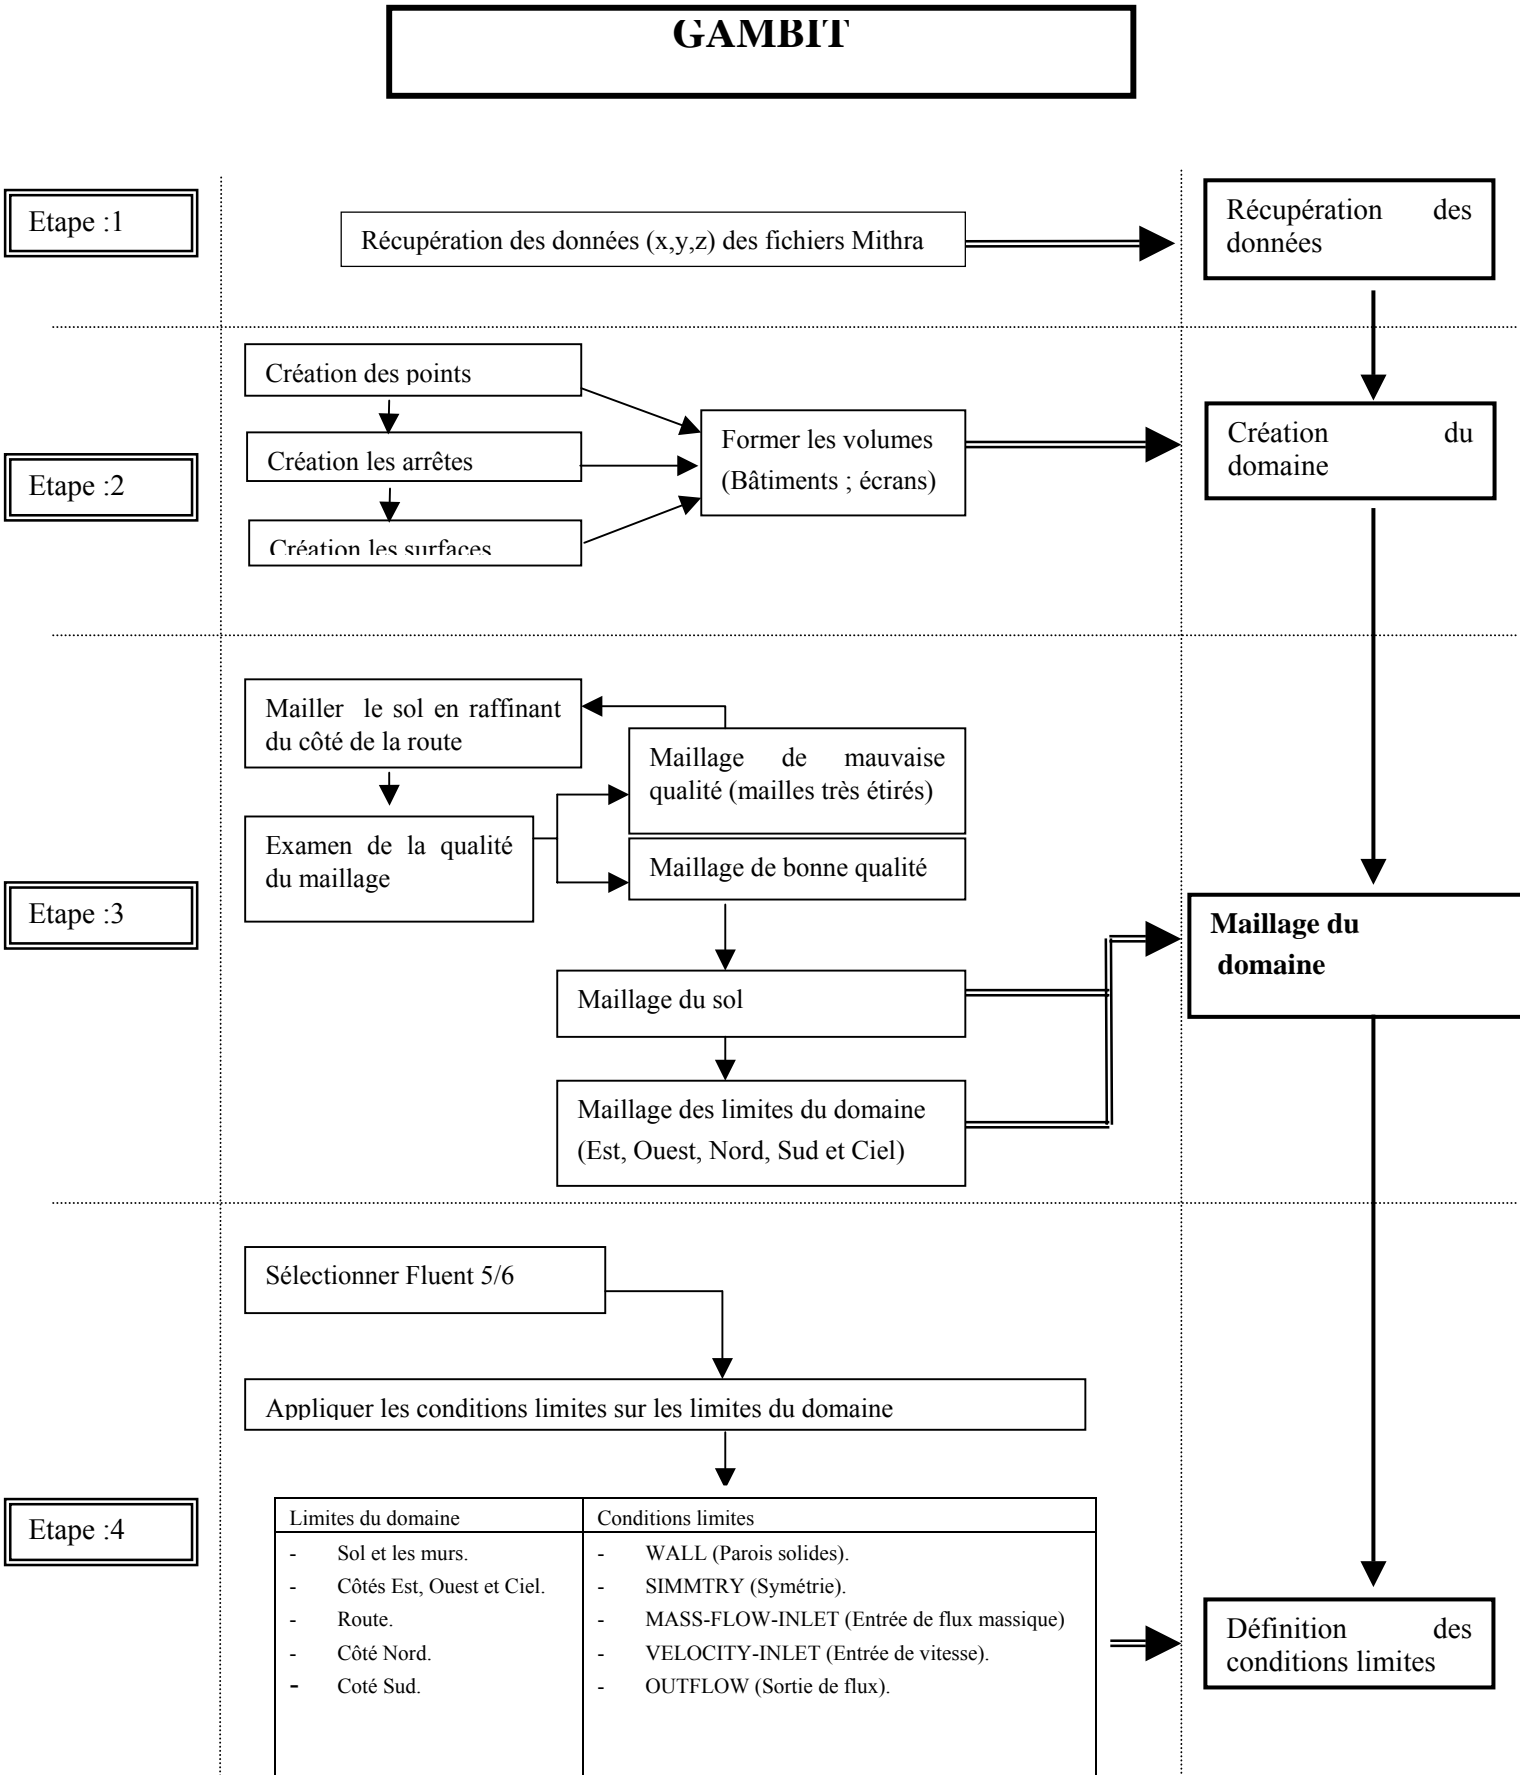 GAMBIT
Etape :1
Récupération des données (x,y,z) des fichiers Mithra
Récupération des
données
Etape :2
Création des points
Création les arrêtes
Création les surfaces
Former les volumes
(Bâtiments ; écrans)
Création du
domaine
Etape :3
Mailler le sol en raffinant
du côté de la route
Examen de la qualité
du maillage
Maillage de mauvaise
qualité (mailles très étirés)
Maillage de bonne qualité
Maillage du sol
Maillage des limites du domaine
(Est, Ouest, Nord, Sud et Ciel)
Maillage du
domaine
Etape :4
Sélectionner Fluent 5/6
Appliquer les conditions limites sur les limites du domaine
Limites du domaine
- Sol et les murs.
- Côtés Est, Ouest et Ciel.
- Route.
- Côté Nord.
- Coté Sud.
Conditions limites
- WALL (Parois solides).
- SIMMTRY (Symétrie).
- MASS-FLOW-INLET (Entrée de flux massique)
- VELOCITY-INLET (Entrée de vitesse).
- OUTFLOW (Sortie de flux).
Définition des
conditions limites